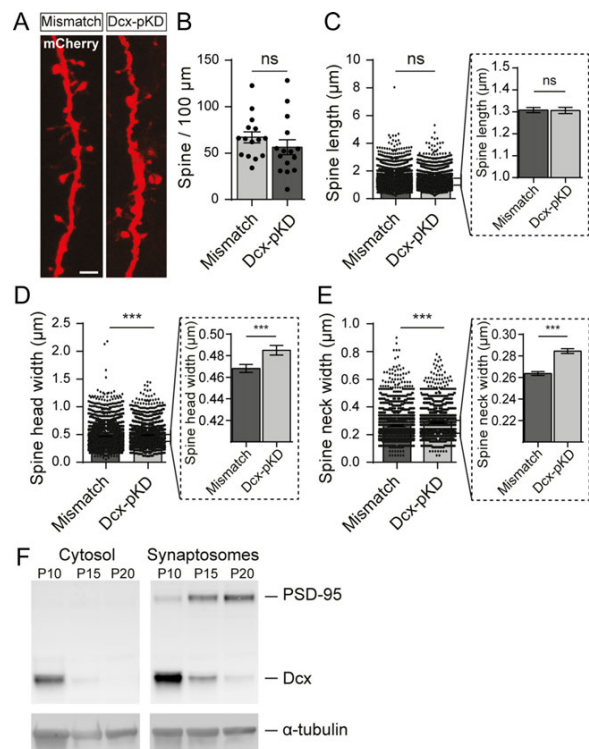 A
Mismatch Dcx-pKD
mCherry
B
ns
Spine / 100 µm
150
100
50
0
Mismatch
Dcx-pKD
C
ns
Spine length (µm)
10
8
6
4
2
0
Mismatch
Dcx-pKD
ns
Spine length (µm)
1.5
1.4
1.3
1.2
1.1
1.0
Mismatch
Dcx-pKD
D
***
Spine head width (µm)
2.5
2.0
1.5
1.0
0.5
0.0
Mismatch
Dcx-pKD
***
Spine head width (µm)
0.50
0.48
0.46
0.44
0.42
Mismatch
Dcx-pKD
E
***
Spine neck width (µm)
1.0
0.8
0.6
0.4
0.2
0.0
Mismatch
Dcx-pKD
***
Spine neck width (µm)
0.30
0.28
0.26
0.24
0.22
Mismatch
Dcx-pKD
F
Cytosol Synaptosomes
P10 P15 P20 P10 P15 P20
PSD-95
Dcx
α-tubulin